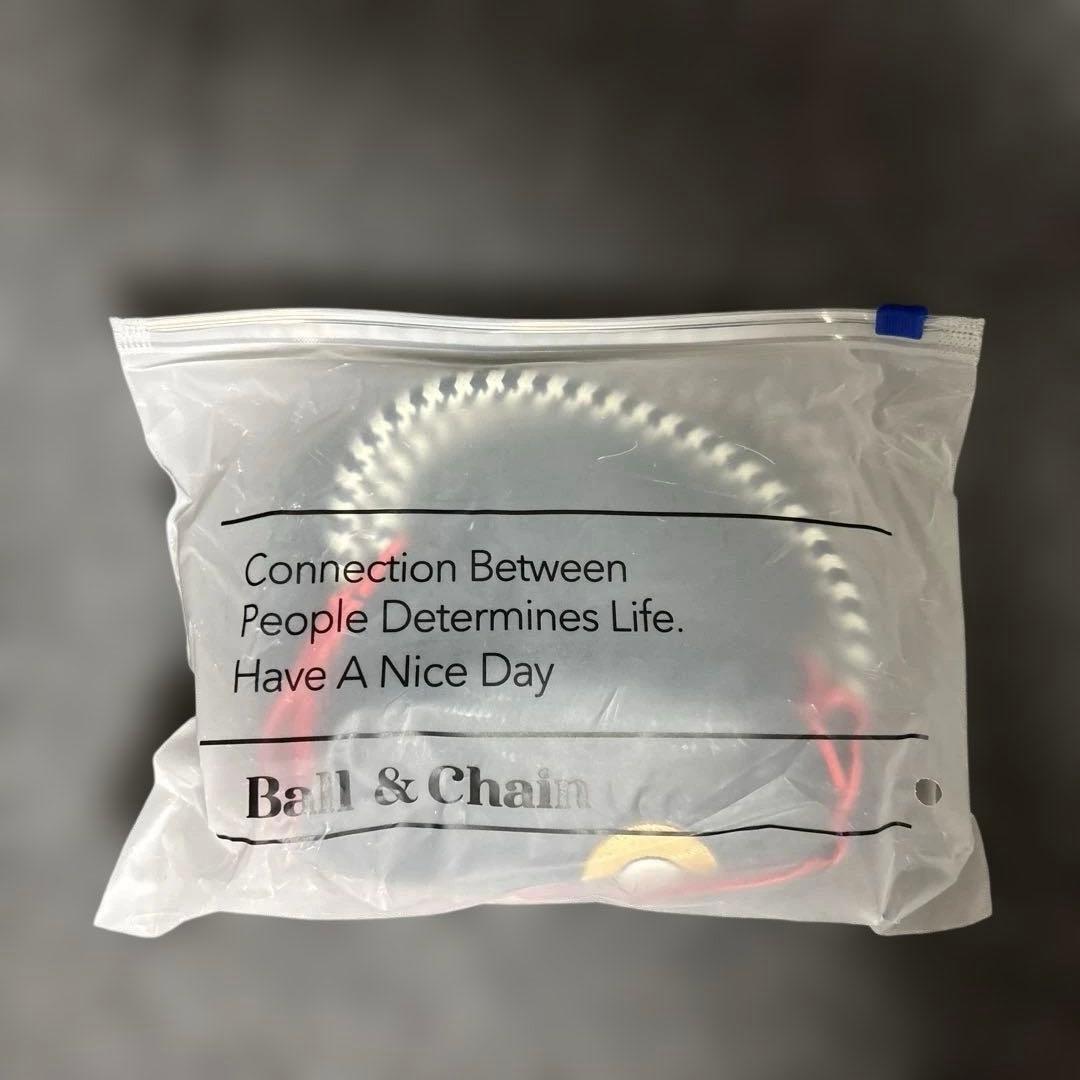 Connection Between
People Determines Life.
Have A Nice Day
Ball & Chain